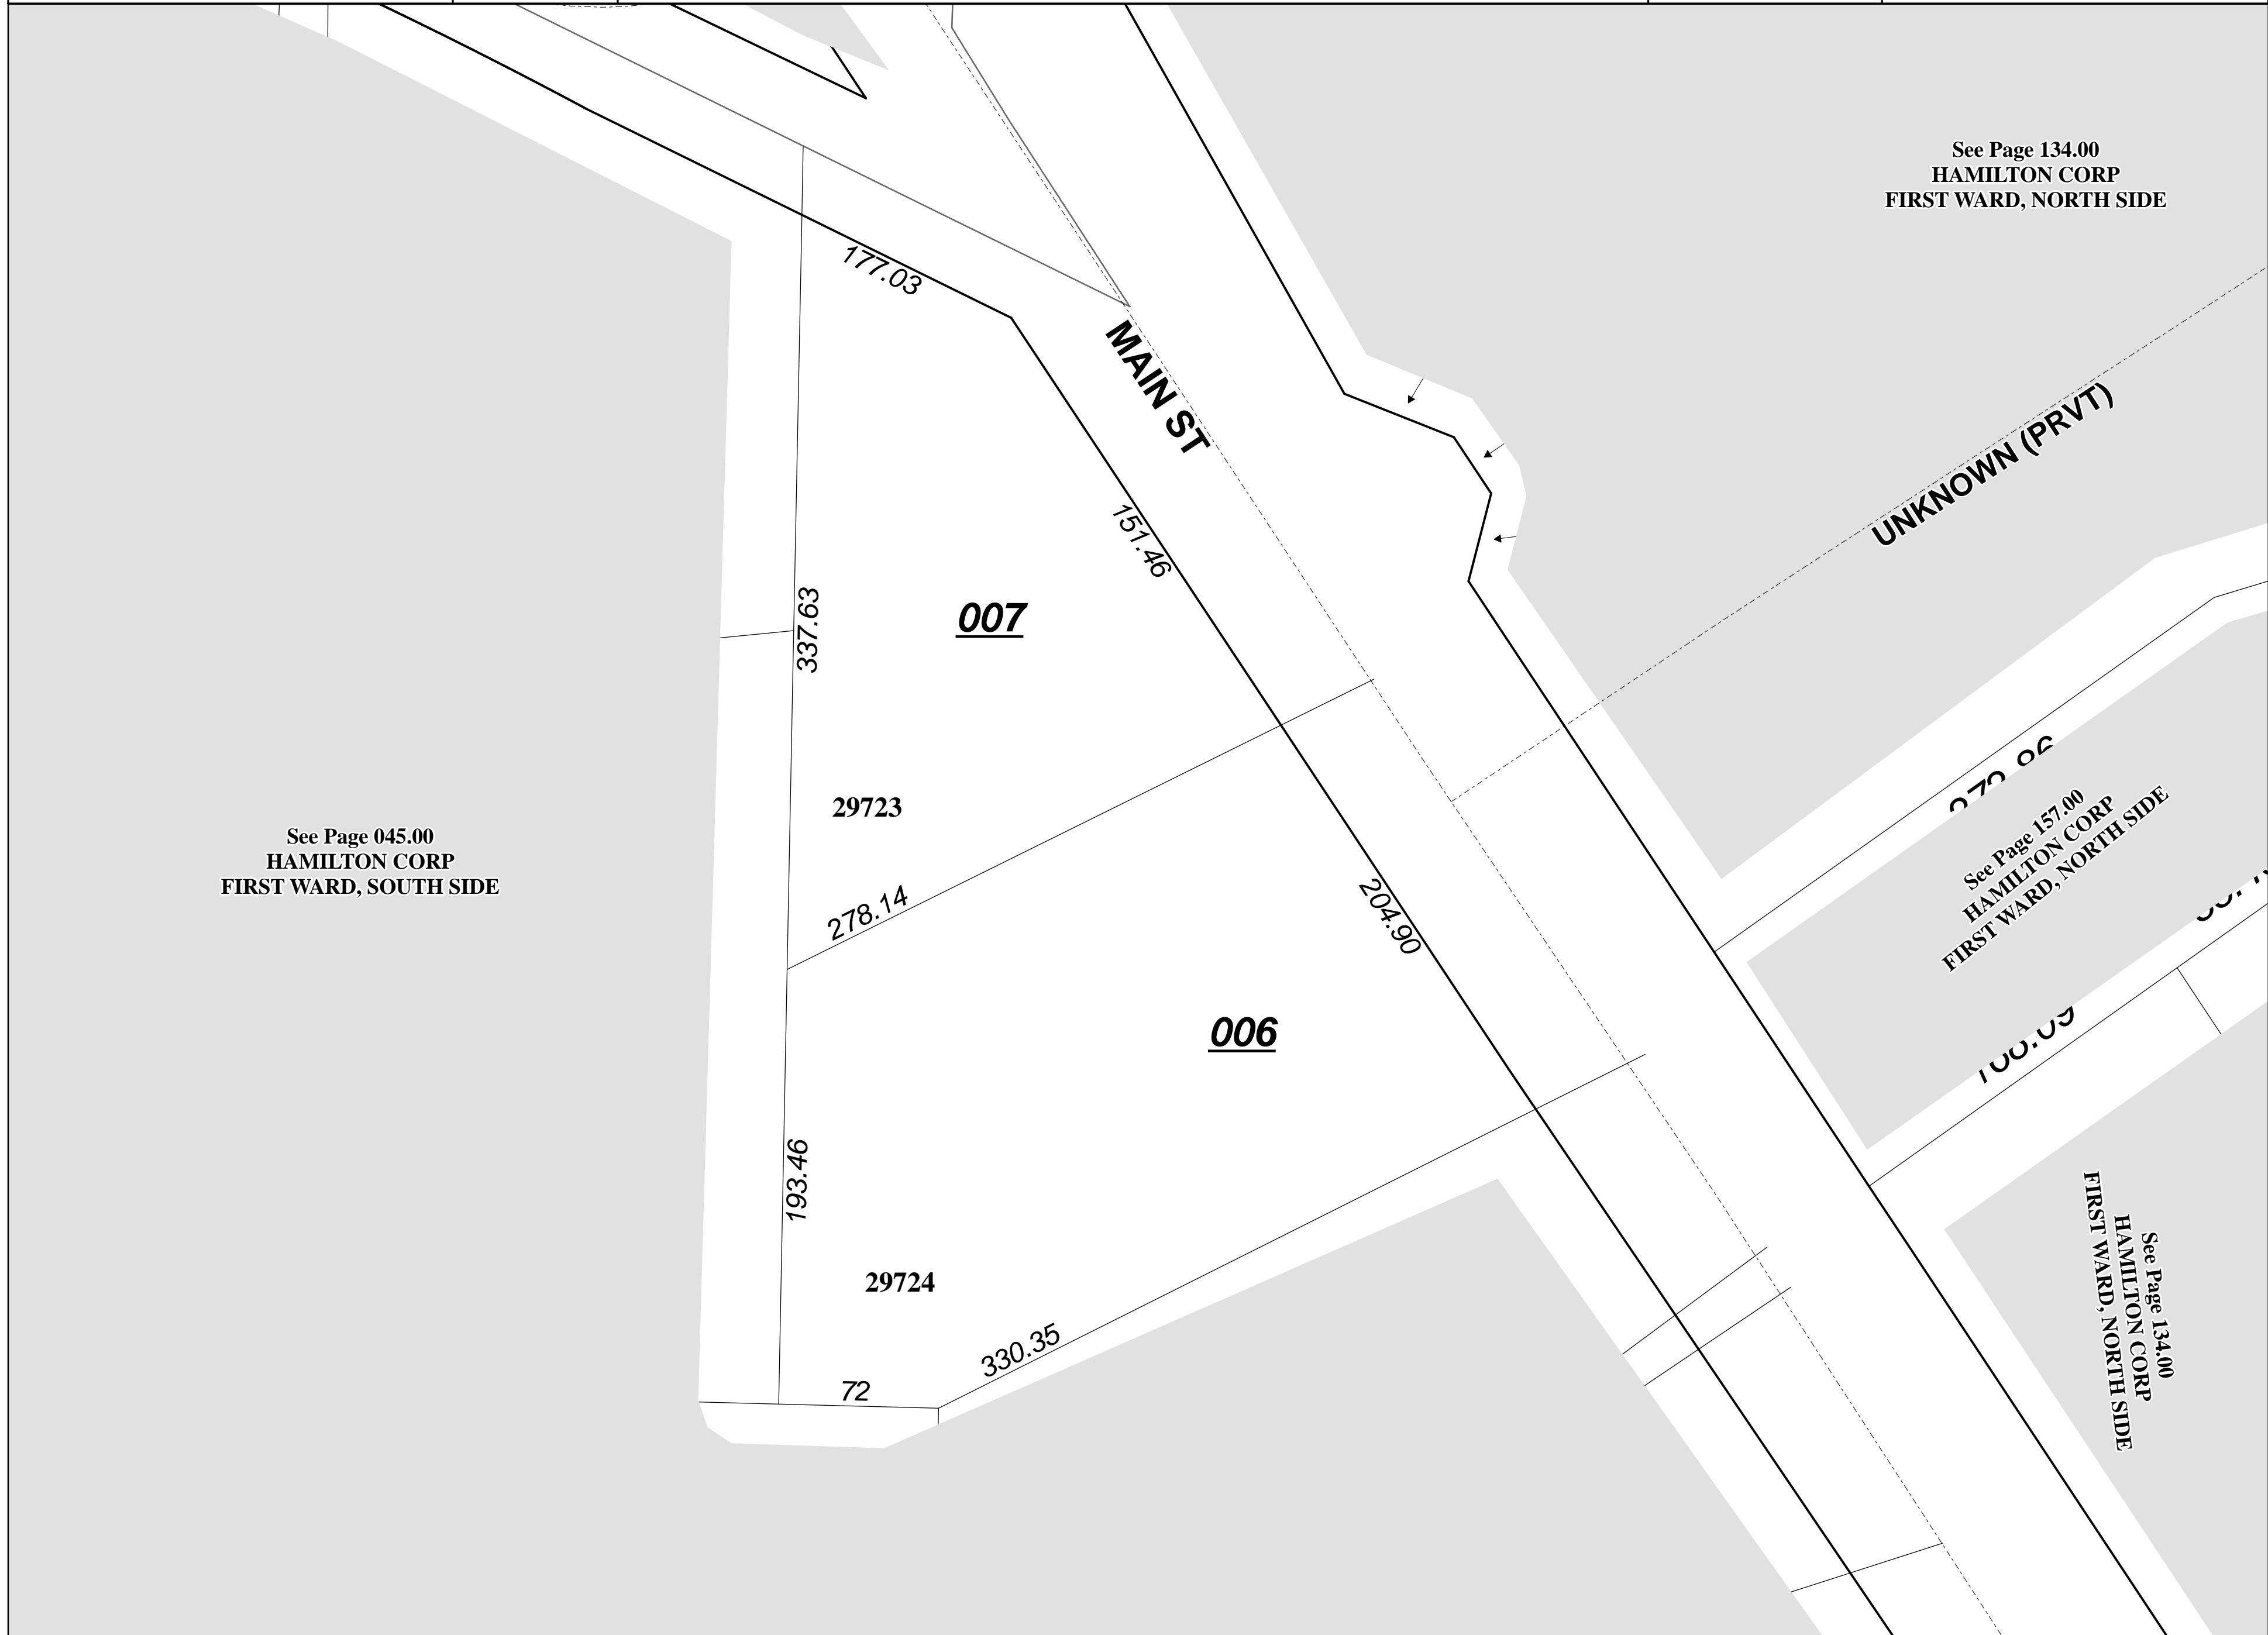 See Page 134.00
HAMILTON CORP
FIRST WARD, NORTH SIDE
177.03
MAIN ST
UNKNOWN (PRVT)
151.46
337.63
007
29723
See Page 045.00
HAMILTON CORP
FIRST WARD, SOUTH SIDE
278.14
204.90
See Page 157.00
HAMILTON CORP
FIRST WARD, NORTH SIDE
006
193.46
29724
330.35
72
See Page 134.00
HAMILTON CORP
FIRST WARD, NORTH SIDE